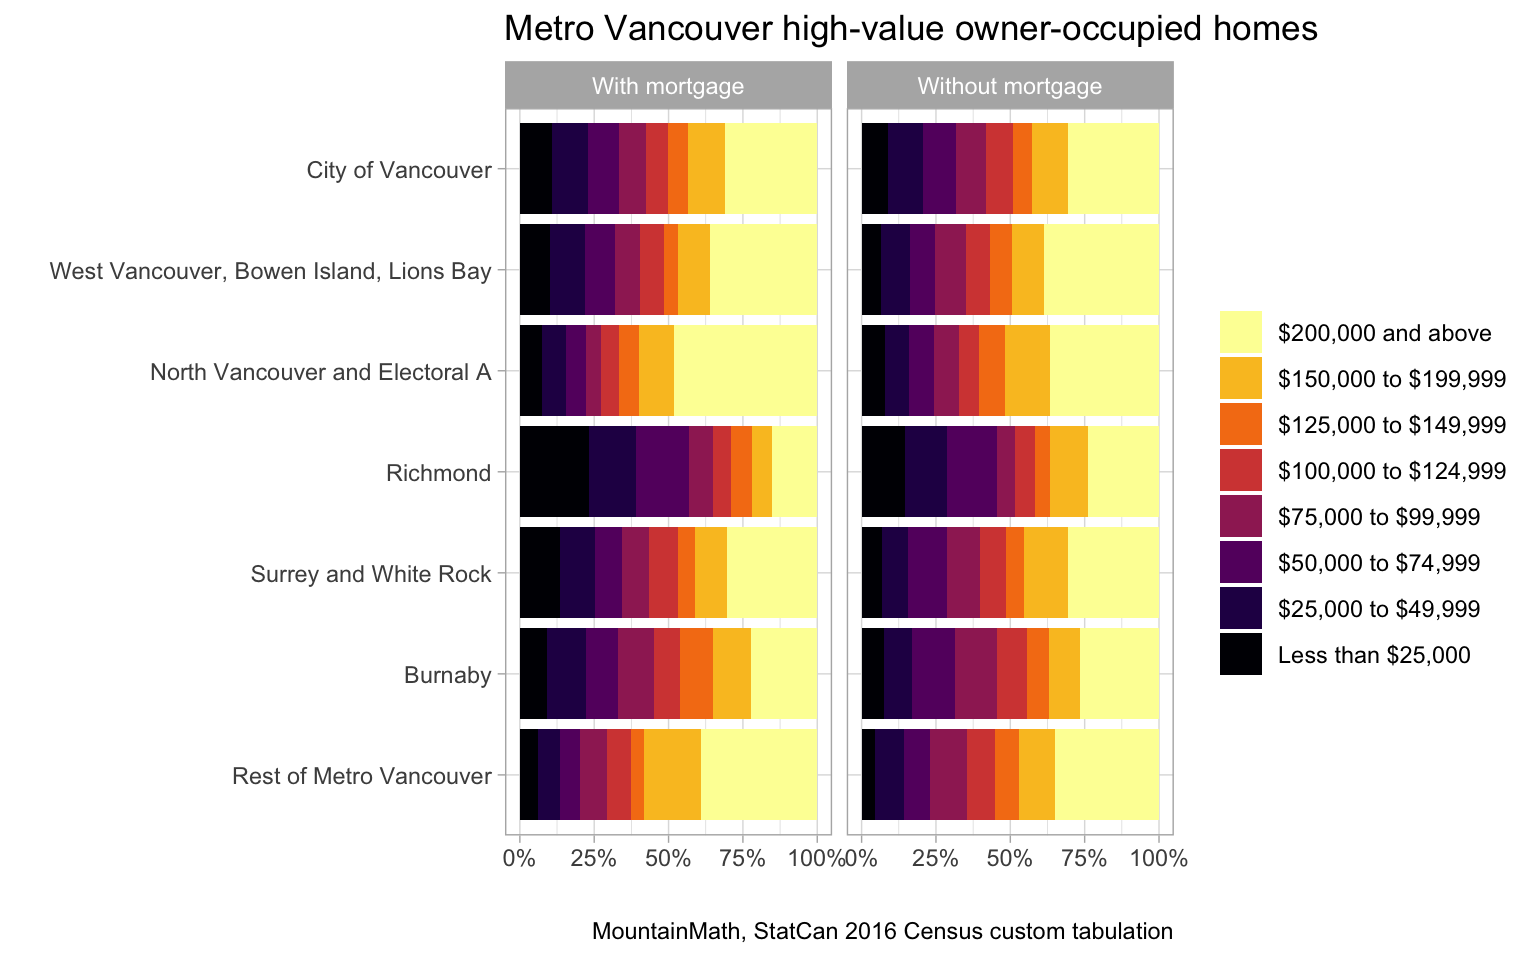 Metro Vancouver high-value owner-occupied homes
With mortgage
Without mortgage
City of Vancouver
West Vancouver, Bowen Island, Lions Bay
North Vancouver and Electoral A
Richmond
Surrey and White Rock
Burnaby
Rest of Metro Vancouver
0% 25% 50% 75% 100%
0% 25% 50% 75% 100%
$200,000 and above
$150,000 to $199,999
$125,000 to $149,999
$100,000 to $124,999
$75,000 to $99,999
$50,000 to $74,999
$25,000 to $49,999
Less than $25,000
MountainMath, StatCan 2016 Census custom tabulation